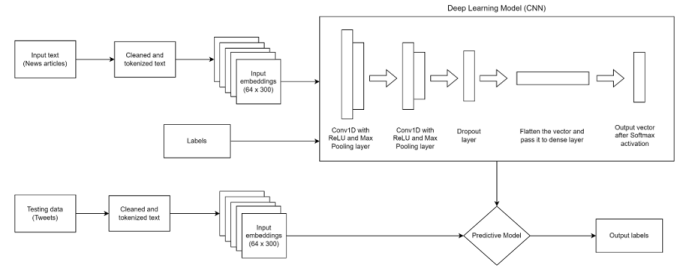 Deep Learning Model (CNN)
Input text
(News articles)
Cleaned and
tokenized text
Input
embeddings
(64 x 300)
Labels
Conv1D with
ReLU and Max
Pooling layer
Conv1D with
ReLU and Max
Pooling layer
Dropout
layer
Flatten the vector and
pass it to dense layer
Output vector
after Softmax
activation
Testing data
(Tweets)
Cleaned and
tokenized text
Input
embeddings
(64 x 300)
Predictive Model
Output labels